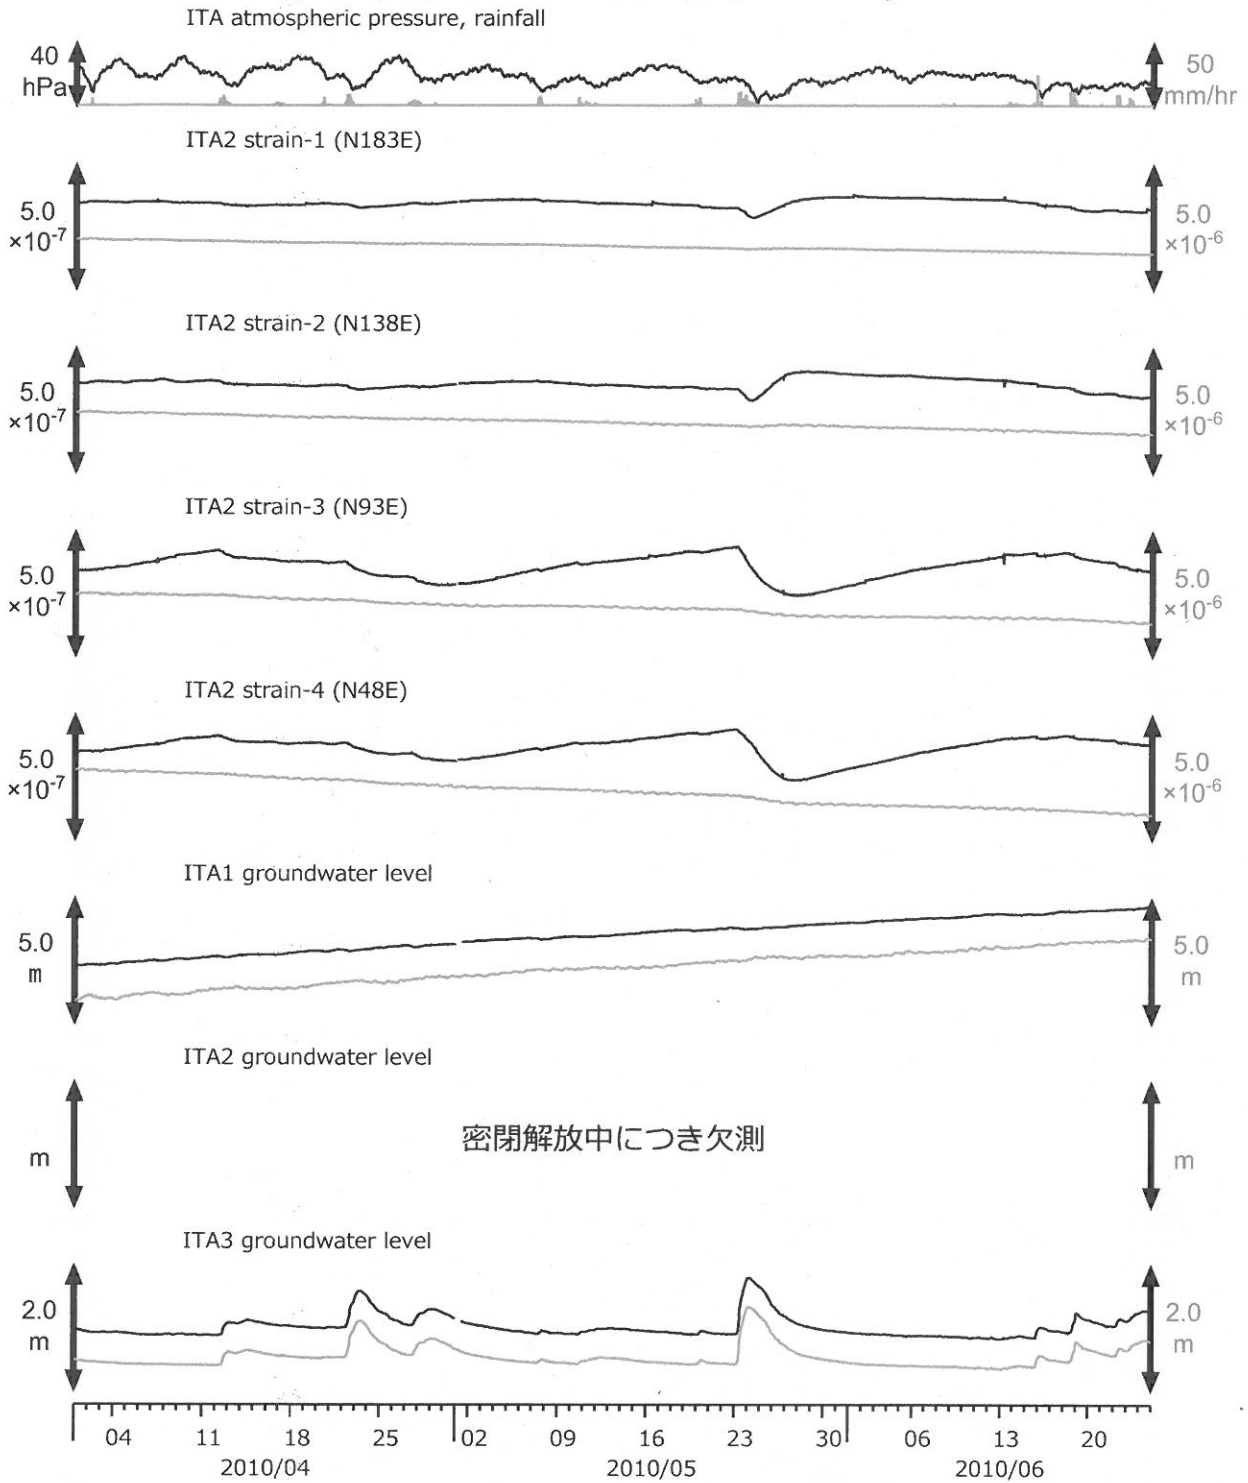 ITA atmospheric pressure, rainfall
40
hPa
50
mm/hr
ITA2 strain-1 (N183E)
5.0
×10-7
5.0
×10-6
ITA2 strain-2 (N138E)
5.0
×10-7
5.0
×10-6
ITA2 strain-3 (N93E)
5.0
×10-7
5.0
×10-6
ITA2 strain-4 (N48E)
5.0
×10-7
5.0
×10-6
ITA1 groundwater level
5.0
m
5.0
m
ITA2 groundwater level
密閉解放中につき欠測
m
m
ITA3 groundwater level
2.0
m
2.0
m
04 11 18 25 02 09 16 23 30 06 13 20
2010/04 2010/05 2010/06